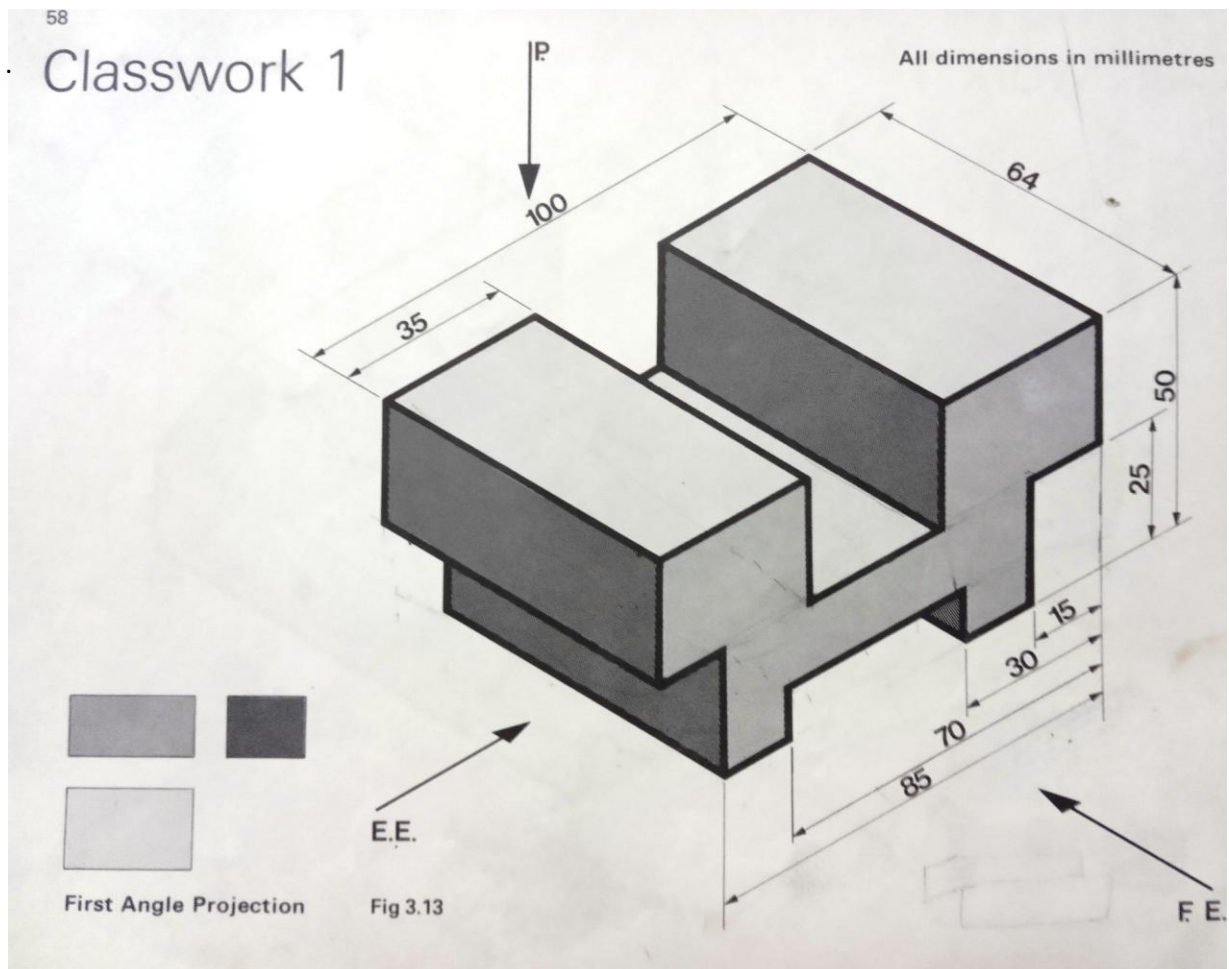 58
Classwork 1
I.P.
All dimensions in millimetres
64
100
35
50
25
15
30
70
85
E.E.
F.E.
First Angle Projection
Fig 3.13